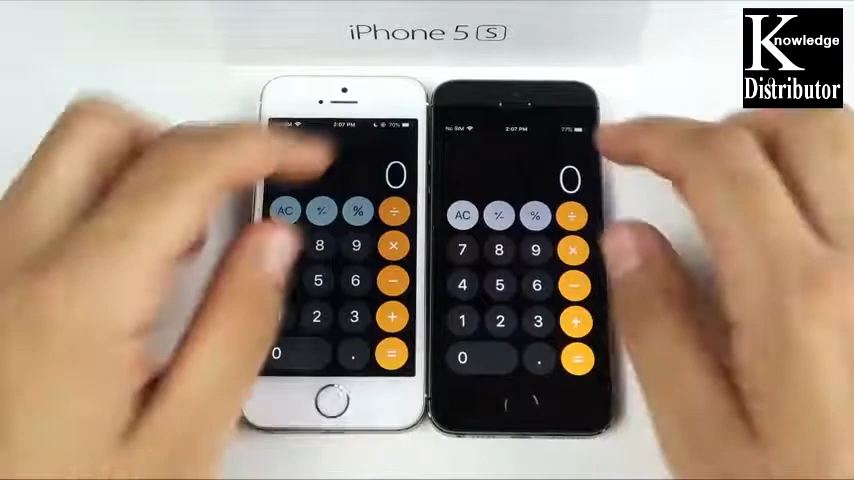 iPhone 5 S
Knowledge
Distributor
2:07 PM 70%
No SIM 2:07 PM 77%
0
0
AC +/- % ÷
AC +/- % ÷
8 9 ×
7 8 9 ×
5 6 −
4 5 6 −
2 3 +
1 2 3 +
0 . =
0 . =